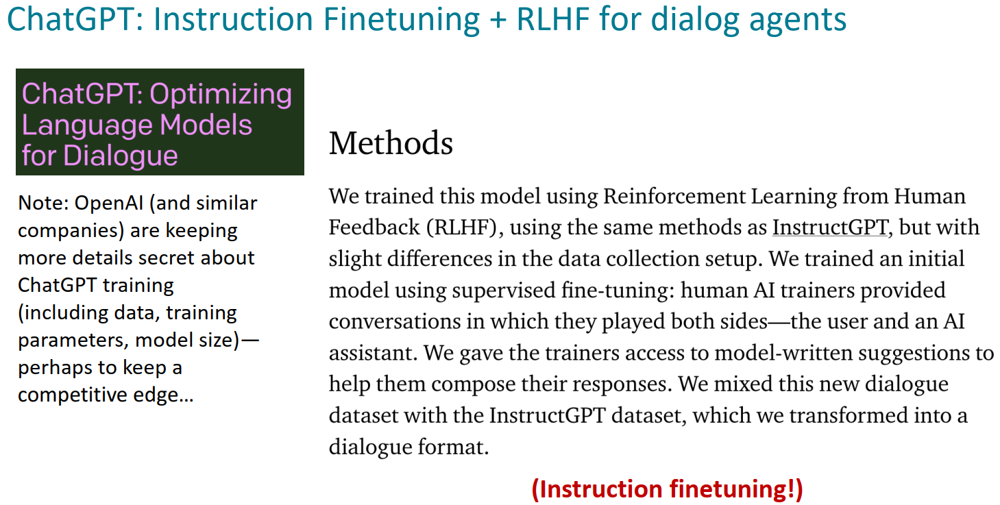 ChatGPT: Instruction Finetuning + RLHF for dialog agents
ChatGPT: Optimizing
Language Models
for Dialogue
Note: OpenAI (and similar
companies) are keeping
more details secret about
ChatGPT training
(including data, training
parameters, model size)—
perhaps to keep a
competitive edge…
Methods
We trained this model using Reinforcement Learning from Human
Feedback (RLHF), using the same methods as InstructGPT, but with
slight differences in the data collection setup. We trained an initial
model using supervised fine-tuning: human AI trainers provided
conversations in which they played both sides—the user and an AI
assistant. We gave the trainers access to model-written suggestions to
help them compose their responses. We mixed this new dialogue
dataset with the InstructGPT dataset, which we transformed into a
dialogue format.
(Instruction finetuning!)